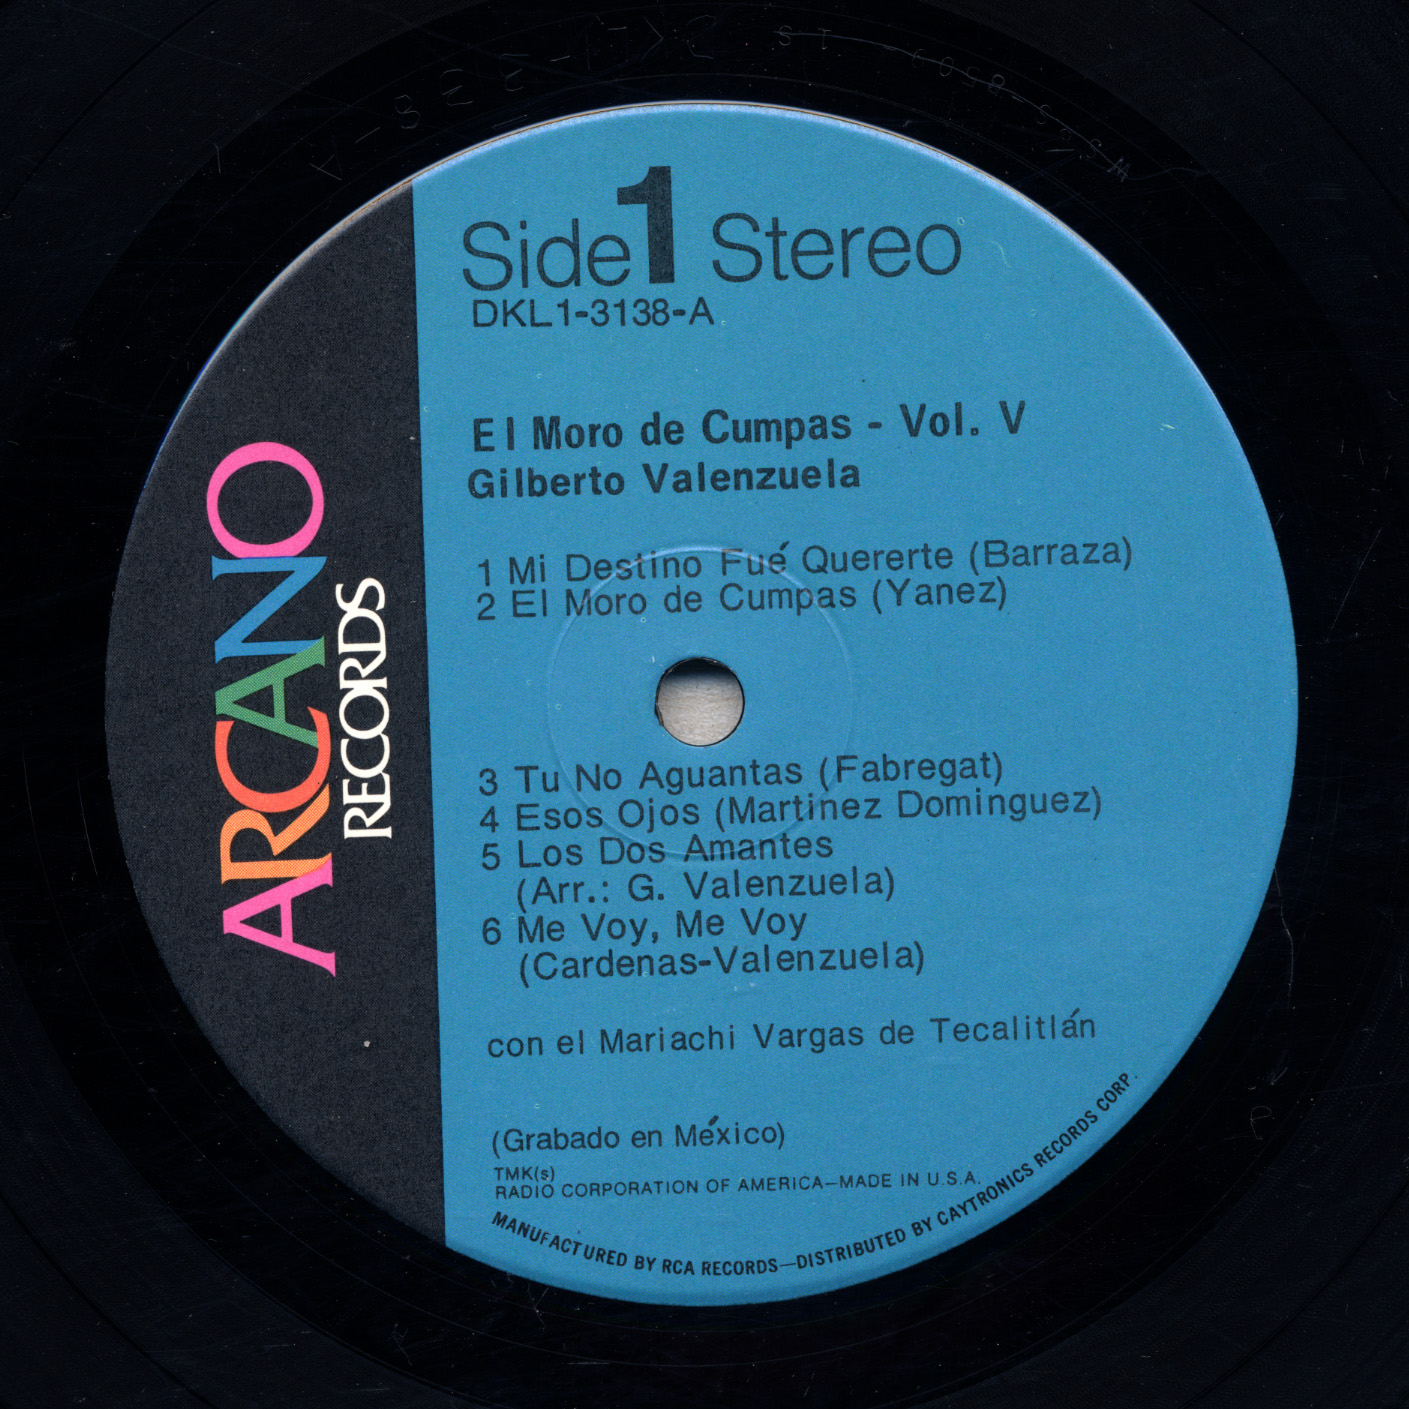 Side 1 Stereo
DKL1-3138-A
El Moro de Cumpas - Vol. V
Gilberto Valenzuela
1 Mi Destino Fué Quererte (Barraza)
2 El Moro de Cumpas (Yanez)
3 Tu No Aguantas (Fabregat)
4 Esos Ojos (Martinez Dominguez)
5 Los Dos Amantes
(Arr.: G. Valenzuela)
6 Me Voy, Me Voy
(Cardenas-Valenzuela)
con el Mariachi Vargas de Tecalitlán
(Grabado en México)
TMK(s)
RADIO CORPORATION OF AMERICA—MADE IN U.S.A.
MANUFACTURED BY RCA RECORDS—DISTRIBUTED BY CAYTRONICS RECORDS CORP.
ARCANO
RECORDS